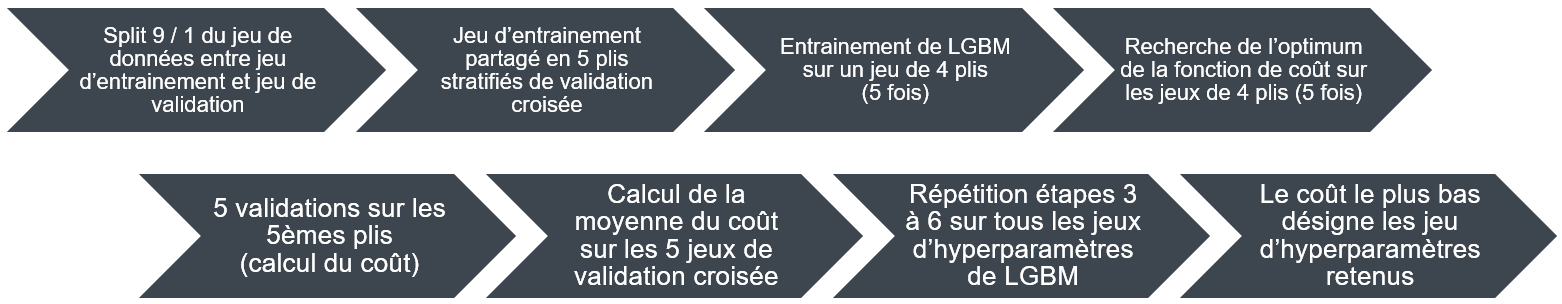 Split 9 / 1 du jeu de
données entre jeu
d’entrainement et jeu de
validation
Jeu d’entrainement
partagé en 5 plis
stratifiés de validation
croisée
Entrainement de LGBM
sur un jeu de 4 plis
(5 fois)
Recherche de l’optimum
de la fonction de coût sur
les jeux de 4 plis (5 fois)
5 validations sur les
5èmes plis
(calcul du coût)
Calcul de la
moyenne du coût
sur les 5 jeux de
validation croisée
Répétition étapes 3
à 6 sur tous les jeux
d’hyperparamètres
de LGBM
Le coût le plus bas
désigne les jeu
d’hyperparamètres
retenus